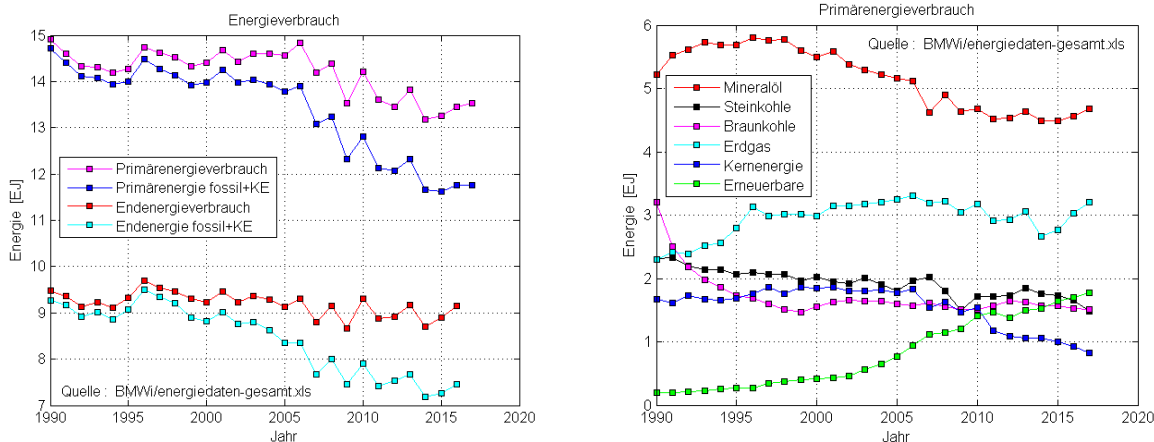 Energieverbrauch
15
14
13
12
11
10
9
8
7
Energie [EJ]
Primärenergieverbrauch
Primärenergie fossil+KE
Endenergieverbrauch
Endenergie fossil+KE
Quelle : BMWi/energiedaten-gesamt.xls
1990 1995 2000 2005 2010 2015 2020
Jahr
Primärenergieverbrauch
6
5
4
3
2
1
0
Energie [EJ]
Quelle : BMWi/energiedaten-gesamt.xls
Mineralöl
Steinkohle
Braunkohle
Erdgas
Kernenergie
Erneuerbare
1990 1995 2000 2005 2010 2015 2020
Jahr